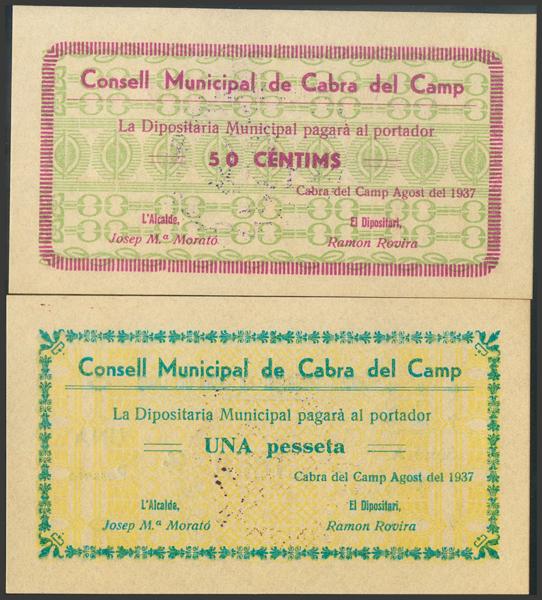 Consell Municipal de Cabra del Camp
La Dipositaria Municipal pagarà al portador
50 CÉNTIMS
Cabra del Camp Agost del 1937
L'Alcalde,
Josep M.ª Morató
El Dipositari,
Ramon Rovira
Consell Municipal de Cabra del Camp
La Dipositaria Municipal pagarà al portador
UNA pesseta
Cabra del Camp Agost del 1937
L'Alcalde,
Josep M.ª Morató
El Dipositari,
Ramon Rovira